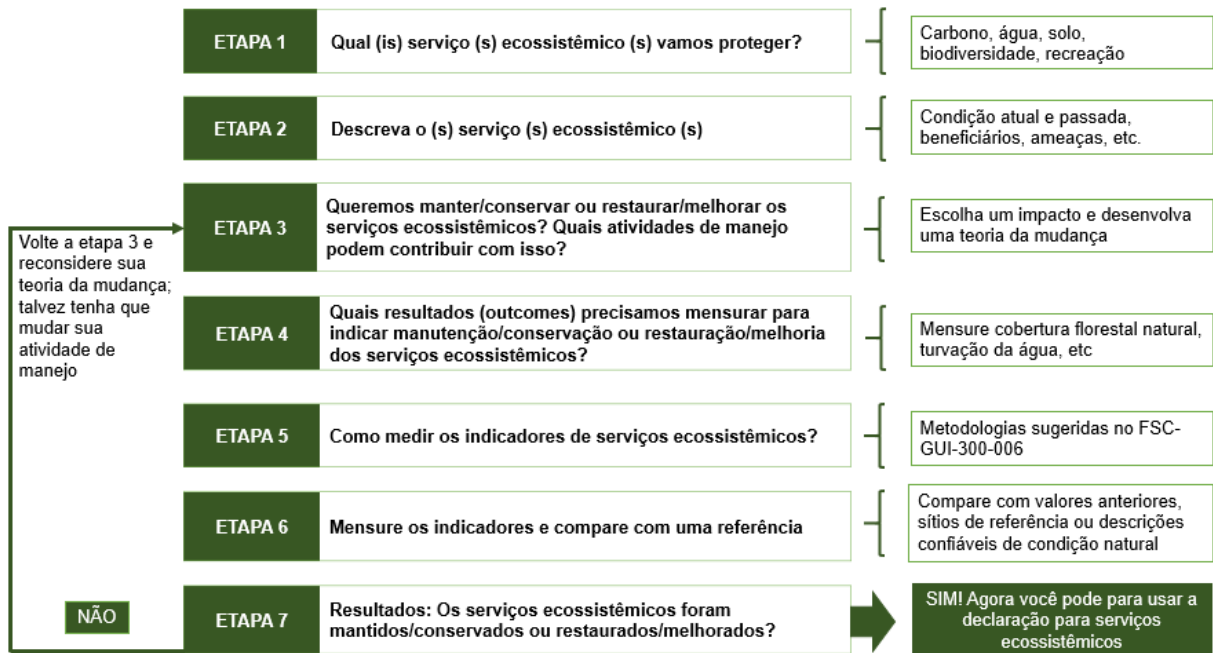 ETAPA 1
Qual (is) serviço (s) ecossistêmico (s) vamos proteger?
Carbono, água, solo,
biodiversidade, recreação
ETAPA 2
Descreva o (s) serviço (s) ecossistêmico (s)
Condição atual e passada,
beneficiários, ameaças, etc.
ETAPA 3
Queremos manter/conservar ou restaurar/melhorar os
serviços ecossistêmicos? Quais atividades de manejo
podem contribuir com isso?
Escolha um impacto e desenvolva
uma teoria da mudança
Volte a etapa 3 e
reconsidere sua
teoria da mudança;
talvez tenha que
mudar sua
atividade de
manejo
ETAPA 4
Quais resultados (outcomes) precisamos mensurar para
indicar manutenção/conservação ou restauração/melhoria
dos serviços ecossistêmicos?
Mensure cobertura florestal natural,
turvação da água, etc
ETAPA 5
Como medir os indicadores de serviços ecossistêmicos?
Metodologias sugeridas no FSC-
GUI-300-006
ETAPA 6
Mensure os indicadores e compare com uma referência
Compare com valores anteriores,
sítios de referência ou descrições
confiáveis de condição natural
NÃO
ETAPA 7
Resultados: Os serviços ecossistêmicos foram
mantidos/conservados ou restaurados/melhorados?
SIM! Agora você pode para usar a
declaração para serviços
ecossistêmicos